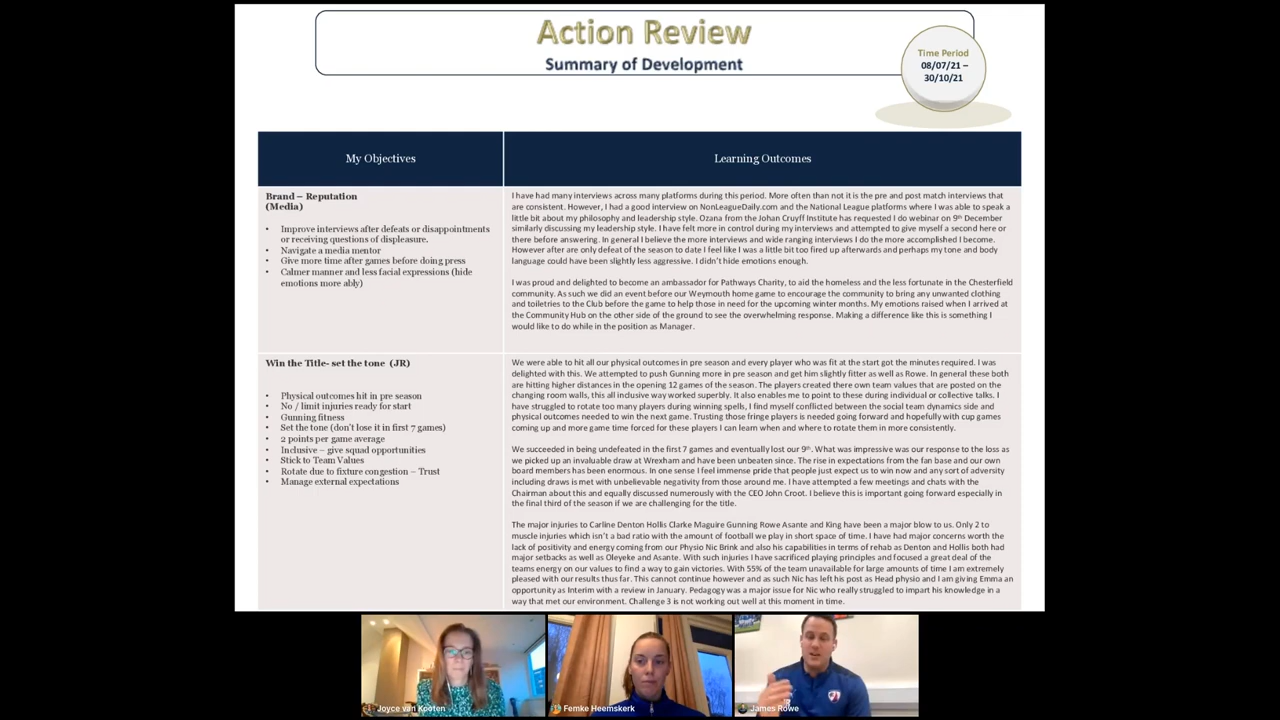 Action Review
Summary of Development
Time Period
08/07/21 –
30/10/21
My Objectives
Learning Outcomes
Brand – Reputation
(Media)
• Improve interviews after defeats or disappointments
or receiving questions of displeasure.
• Navigate a media mentor
• Give more time after games before doing press
• Calmer manner and less facial expressions (hide
emotions more ably)
I have had many interviews across many platforms during this period. More often than not it is the pre and post match interviews that
are consistent. However, I had a good interview on NonLeagueDaily.com and the National League platforms where I was able to speak a
little bit about my philosophy and leadership style. Ozana from the Johan Cruyff Institute has requested I do webinar on 9th December
similarly discussing my leadership style. I have felt more in control during my interviews and attempted to give myself a second here or
there before answering. In general I believe the more interviews and wide ranging interviews I do the more accomplished I become.
However after are only defeat of the season to date I feel like I was a little bit too fired up afterwards and perhaps my tone and body
language could have been slightly less aggressive. I didn't hide emotions enough.
I was proud and delighted to become an ambassador for Pathways Charity, to aid the homeless and the less fortunate in the Chesterfield
community. As such we did an event before our Weymouth home game to encourage the community to bring any unwanted clothing
and toiletries to the Club before the game to help those in need for the upcoming winter months. My emotions raised when I arrived at
the Community Hub on the other side of the ground to see the overwhelming response. Making a difference like this is something I
would like to do while in the position as Manager.
Win the Title- set the tone (JR)
• Physical outcomes hit in pre season
• No / limit injuries ready for start
• Gunning fitness
• Set the tone (don't lose it in first 7 games)
• 2 points per game average
• Inclusive – give squad opportunities
• Stick to Team Values
• Rotate due to fixture congestion – Trust
• Manage external expectations
We were able to hit all our physical outcomes in pre season and every player who was fit at the start got the minutes required. I was
delighted with this. We attempted to push Gunning more in pre season and get him slightly fitter as well as Rowe. In general these both
are hitting higher distances in the opening 12 games of the season. The players created there own team values that are posted on the
changing room walls, this all inclusive way worked superbly. It also enables me to point to these during individual or collective talks. I
have struggled to rotate too many players during winning spells, I find myself conflicted between the social team dynamics side and
physical outcomes needed to win the next game. Trusting those fringe players is needed going forward and hopefully with cup games
coming up and more game time forced for these players I can learn when and where to rotate them in more consistently.
We succeeded in being undefeated in the first 7 games and eventually lost our 9th. What was impressive was our response to the loss as
we picked up an invaluable draw at Wrexham and have been unbeaten since. The rise in expectations from the fan base and our own
board members has been enormous. In one sense I feel immense pride that people just expect us to win now and any sort of adversity
including draws is met with unbelievable negativity from those around me. I have attempted a few meetings and chats with the
Chairman about this and equally discussed numerously with the CEO John Croot. I believe this is important going forward especially in
the final third of the season if we are challenging for the title.
The major injuries to Carline Denton Hollis Clarke Maguire Gunning Rowe Asante and King have been a major blow to us. Only 2 to
muscle injuries which isn't a bad ratio with the amount of football we play in short space of time. I have had major concerns worth the
lack of positivity and energy coming from our Physio Nic Brink and also his capabilities in terms of rehab as Denton and Hollis both had
major setbacks as well as Oleyeke and Asante. With such injuries I have sacrificed playing principles and focused a great deal of the
teams energy on our values to find a way to gain victories. With 55% of the team unavailable for large amounts of time I am extremely
pleased with our results thus far. This cannot continue however and as such Nic has left his post as Head physio and I am giving Emma an
opportunity as Interim with a review in January. Pedagogy was a major issue for Nic who really struggled to impart his knowledge in a
way that met our environment. Challenge 3 is not working out well at this moment in time.
Joyce van Kooten
Femke Heemskerk
James Rowe